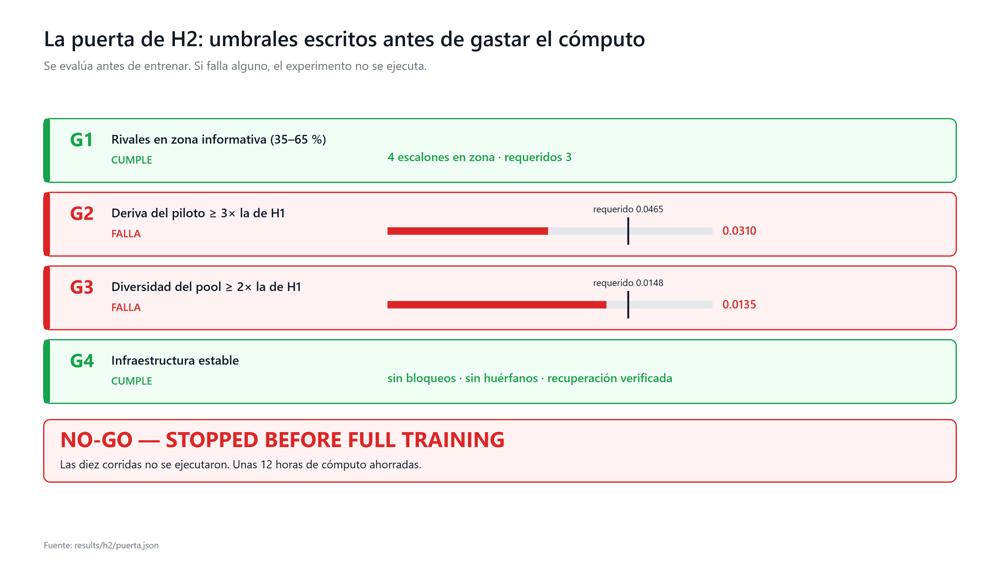 La puerta de H2: umbrales escritos antes de gastar el cómputo
Se evalúa antes de entrenar. Si falla alguno, el experimento no se ejecuta.
G1 Rivales en zona informativa (35–65 %)
CUMPLE
4 escalones en zona · requeridos 3
G2 Deriva del piloto ≥ 3× la de H1
FALLA
requerido 0.0465
0.0310
G3 Diversidad del pool ≥ 2× la de H1
FALLA
requerido 0.0148
0.0135
G4 Infraestructura estable
CUMPLE
sin bloqueos · sin huérfanos · recuperación verificada
NO-GO — STOPPED BEFORE FULL TRAINING
Las diez corridas no se ejecutaron. Unas 12 horas de cómputo ahorradas.
Fuente: results/h2/puerta.json